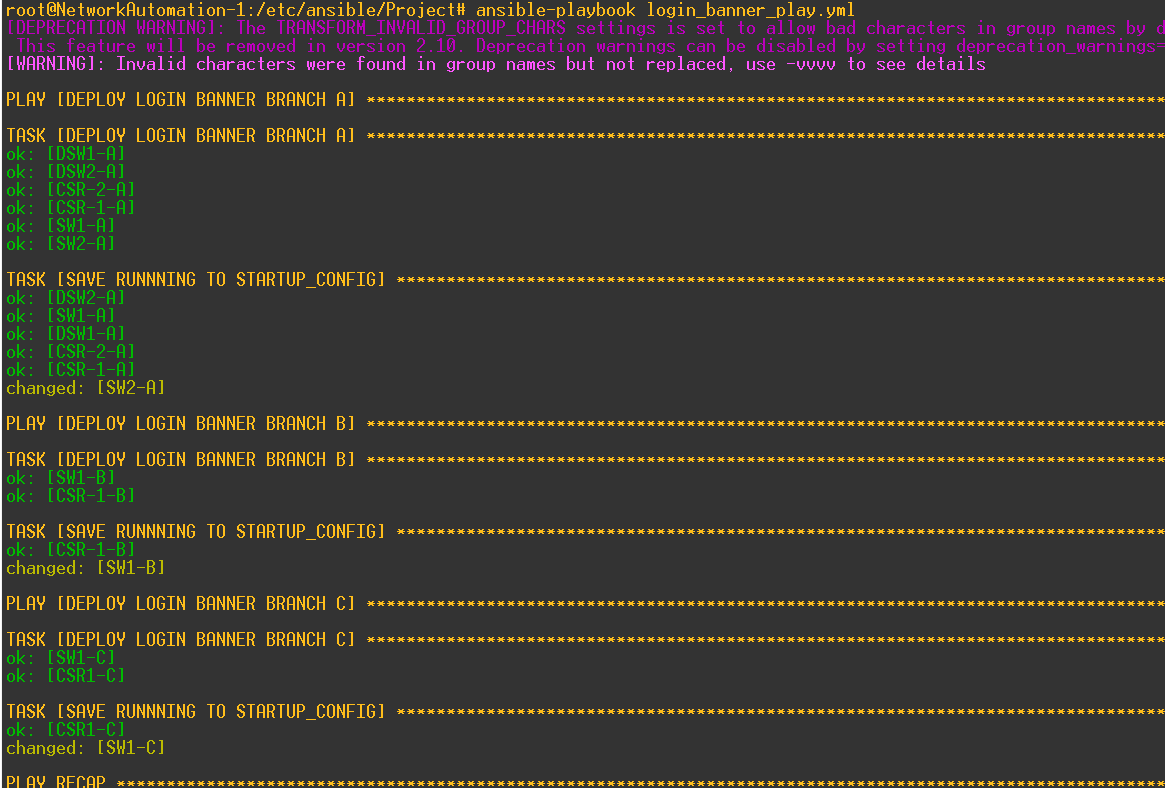 root@NetworkAutomation-1:/etc/ansible/Project# ansible-playbook login_banner_play.yml
[DEPRECATION WARNING]: The TRANSFORM_INVALID_GROUP_CHARS settings is set to allow bad characters in group names by d
This feature will be removed in version 2.10. Deprecation warnings can be disabled by setting deprecation_warnings=
[WARNING]: Invalid characters were found in group names but not replaced, use -vvvv to see details
PLAY [DEPLOY LOGIN BANNER BRANCH A] ********************************************************************************
TASK [DEPLOY LOGIN BANNER BRANCH A] ********************************************************************************
ok: [DSW1-A]
ok: [DSW2-A]
ok: [CSR-2-A]
ok: [CSR-1-A]
ok: [SW1-A]
ok: [SW2-A]
TASK [SAVE RUNNNING TO STARTUP_CONFIG] *****************************************************************************
ok: [DSW2-A]
ok: [SW1-A]
ok: [DSW1-A]
ok: [CSR-2-A]
ok: [CSR-1-A]
changed: [SW2-A]
PLAY [DEPLOY LOGIN BANNER BRANCH B] ********************************************************************************
TASK [DEPLOY LOGIN BANNER BRANCH B] ********************************************************************************
ok: [SW1-B]
ok: [CSR-1-B]
TASK [SAVE RUNNNING TO STARTUP_CONFIG] *****************************************************************************
ok: [CSR-1-B]
changed: [SW1-B]
PLAY [DEPLOY LOGIN BANNER BRANCH C] ********************************************************************************
TASK [DEPLOY LOGIN BANNER BRANCH C] ********************************************************************************
ok: [SW1-C]
ok: [CSR1-C]
TASK [SAVE RUNNNING TO STARTUP_CONFIG] *****************************************************************************
ok: [CSR1-C]
changed: [SW1-C]
PLAY RECAP *********************************************************************************************************